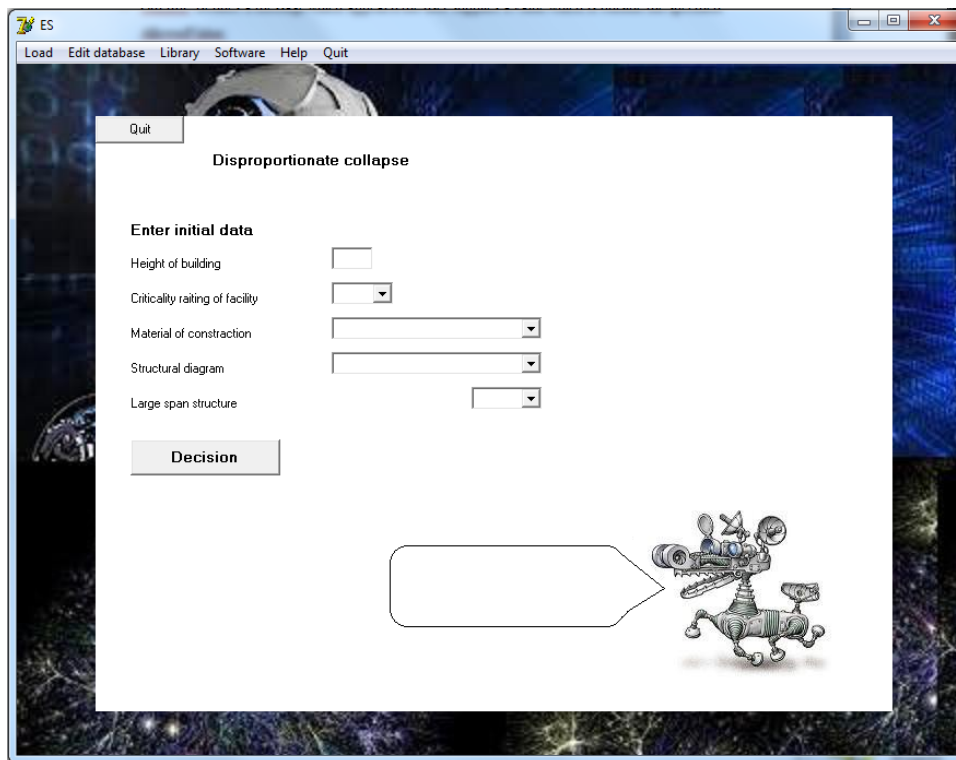 ES
Load Edit database Library Software Help Quit
Quit
Disproportionate collapse
Enter initial data
Height of building
Criticality raiting of facility
Material of constraction
Structural diagram
Large span structure
Decision